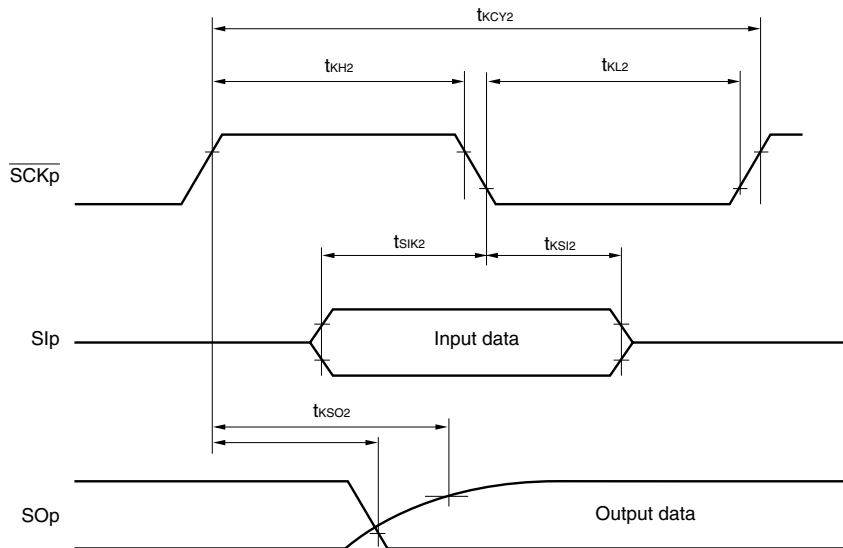 tKCY2
tKH2
tKL2
SCKp
tSIK2
tKSI2
SIp
Input data
tKSO2
SOp
Output data